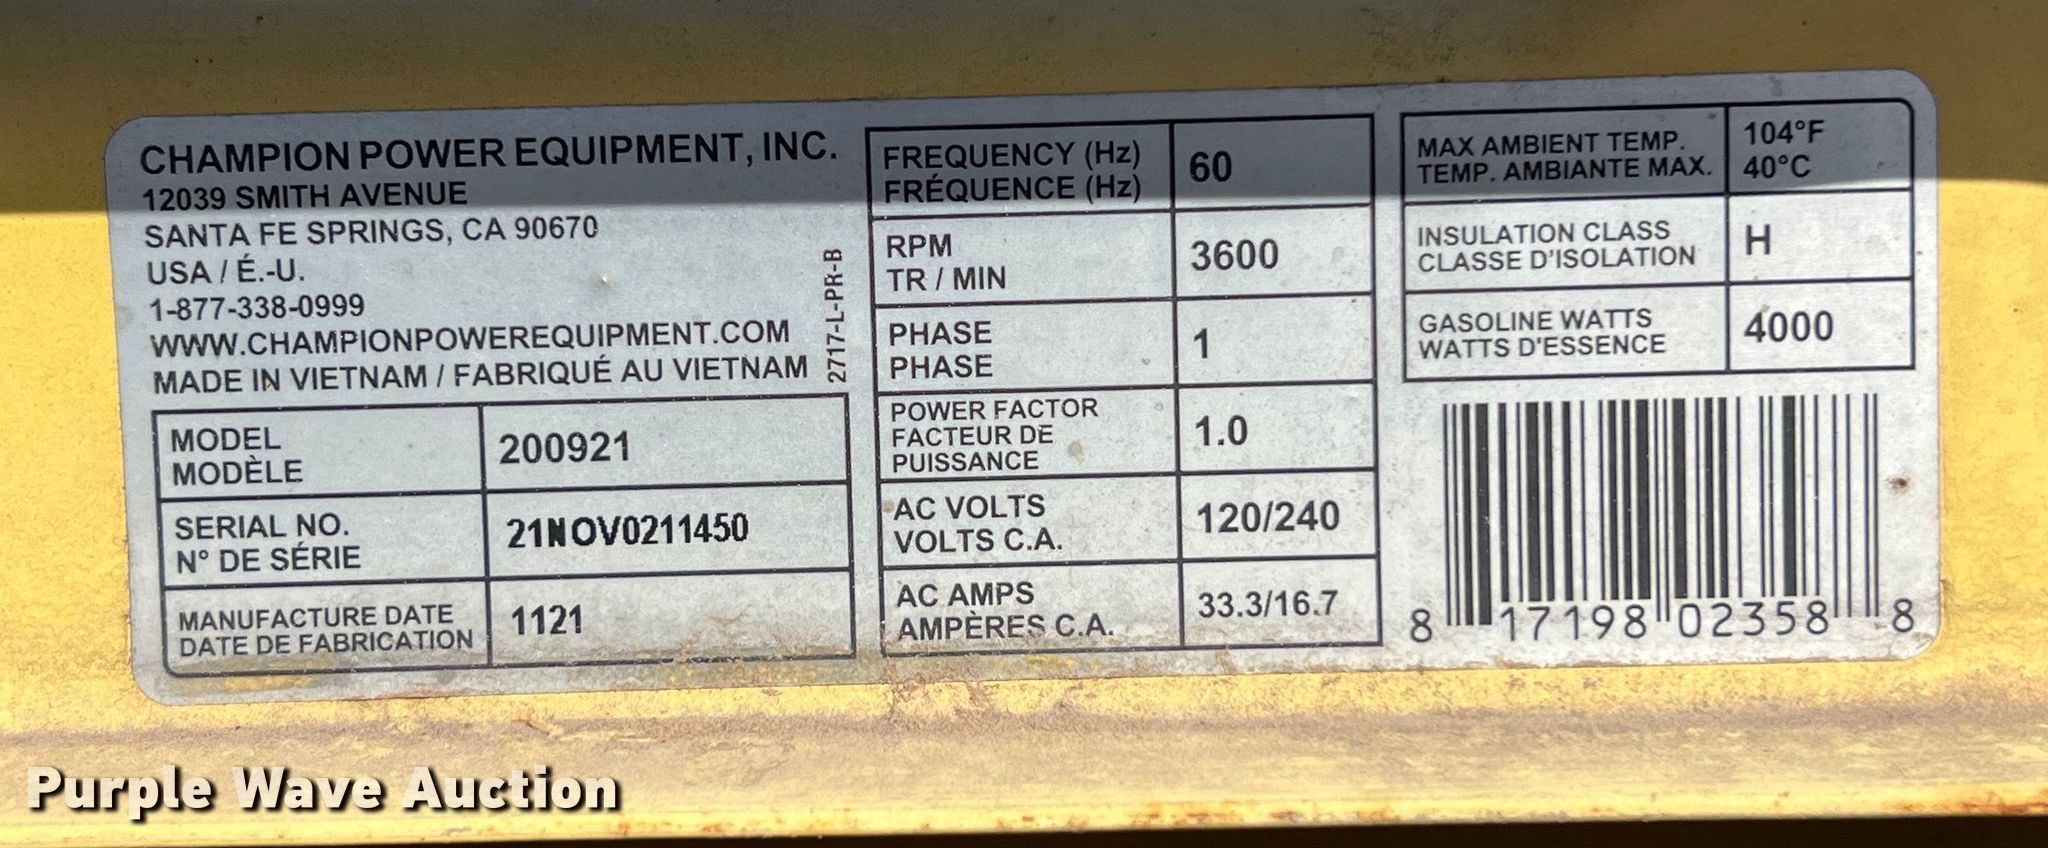 CHAMPION POWER EQUIPMENT, INC.
12039 SMITH AVENUE
SANTA FE SPRINGS, CA 90670
USA / É.-U.
1-877-338-0999
WWW.CHAMPIONPOWEREQUIPMENT.COM
MADE IN VIETNAM / FABRIQUÉ AU VIETNAM
2717-L-PR-B
MODEL
MODÈLE
200921
SERIAL NO.
N° DE SÉRIE
21NOV0211450
MANUFACTURE DATE
DATE DE FABRICATION
1121
FREQUENCY (Hz)
FRÉQUENCE (Hz)
60
RPM
TR / MIN
3600
PHASE
PHASE
1
POWER FACTOR
FACTEUR DE
PUISSANCE
1.0
AC VOLTS
VOLTS C.A.
120/240
AC AMPS
AMPÈRES C.A.
33.3/16.7
MAX AMBIENT TEMP.
TEMP. AMBIANTE MAX.
104°F
40°C
INSULATION CLASS
CLASSE D'ISOLATION
H
GASOLINE WATTS
WATTS D'ESSENCE
4000
8 17198 02358 8
Purple Wave Auction